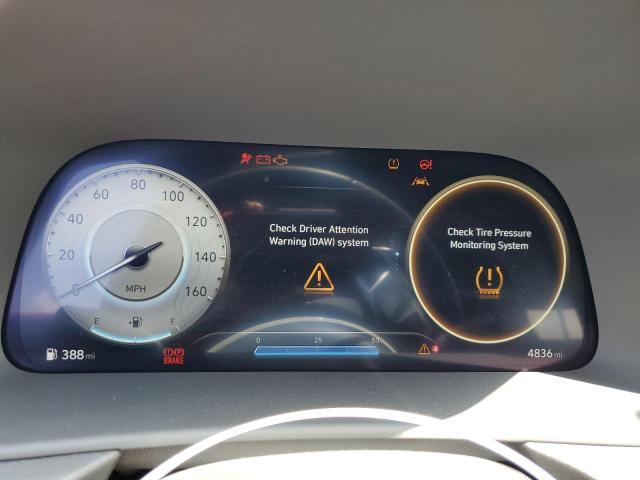 80
60
100
40
120
20
140
0
160
MPH
E
F
Check Driver Attention
Warning (DAW) system
Check Tire Pressure
Monitoring System
0
25
50
388 mi
P
BRAKE
4
4836 mi